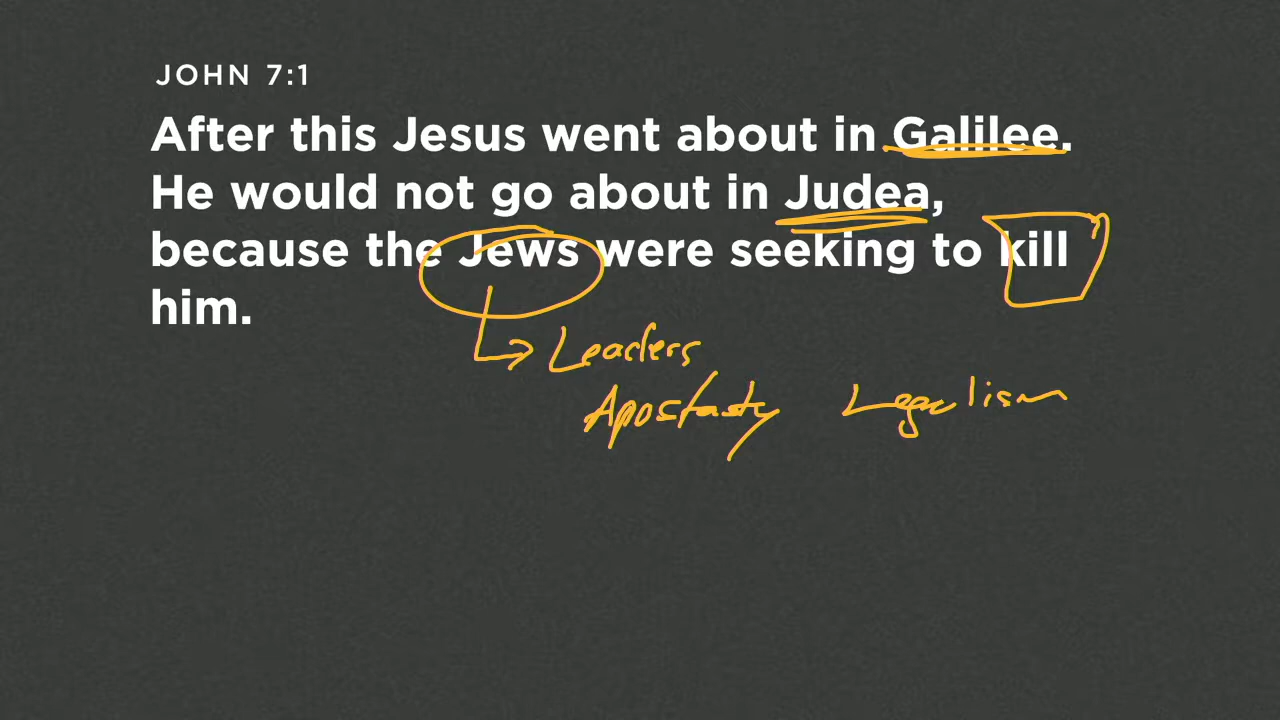 JOHN 7:1
After this Jesus went about in Galilee.
He would not go about in Judea,
because the Jews were seeking to kill
him.
Leaders
Apostasty Legalism